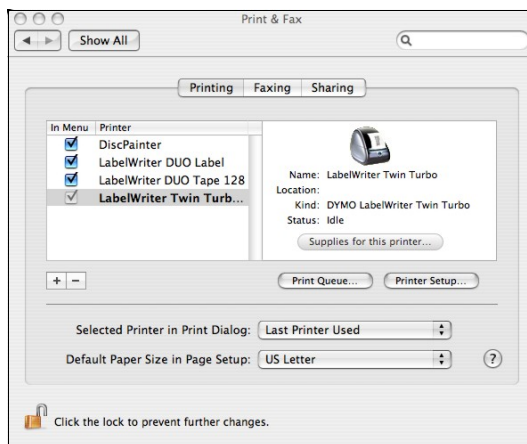 Print & Fax
Show All
Printing Faxing Sharing
In Menu Printer
DiscPainter
LabelWriter DUO Label
LabelWriter DUO Tape 128
LabelWriter Twin Turb...
Name: LabelWriter Twin Turbo
Location:
Kind: DYMO LabelWriter Twin Turbo
Status: Idle
Supplies for this printer...
+ −
Print Queue... Printer Setup...
Selected Printer in Print Dialog: Last Printer Used
Default Paper Size in Page Setup: US Letter
?
Click the lock to prevent further changes.